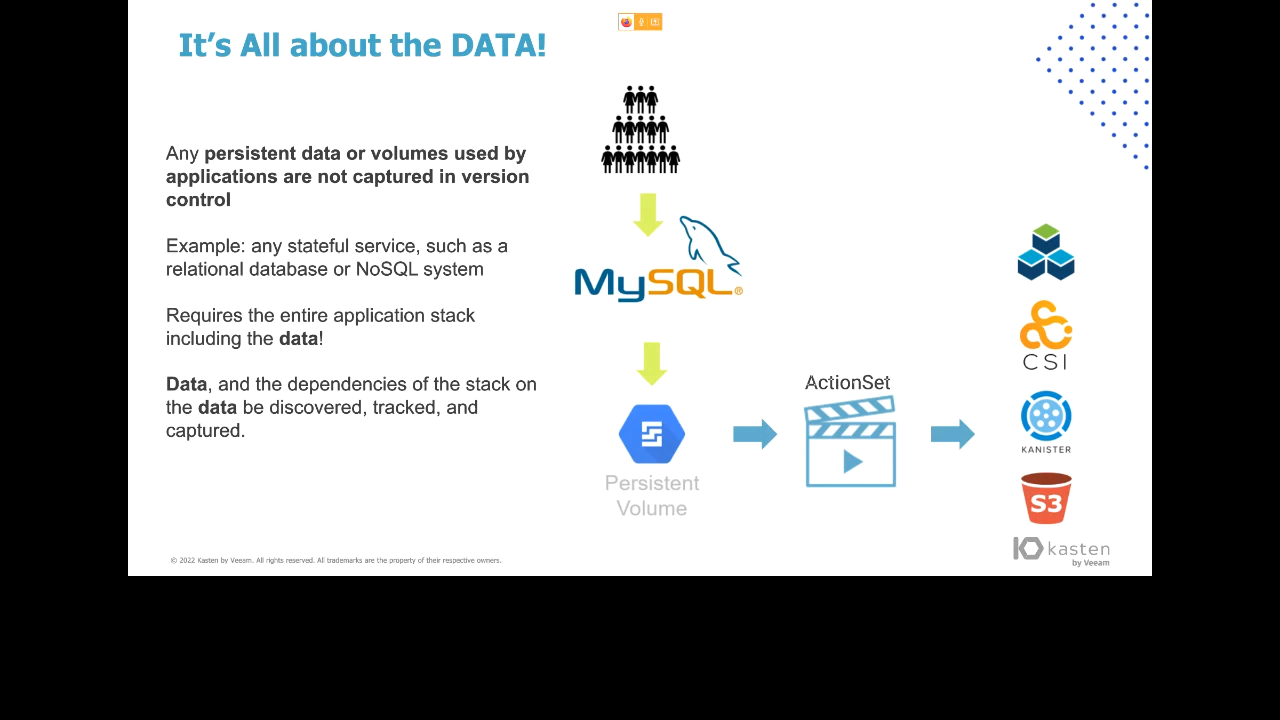 It's All about the DATA!
Any persistent data or volumes used by
applications are not captured in version
control
Example: any stateful service, such as a
relational database or NoSQL system
Requires the entire application stack
including the data!
Data, and the dependencies of the stack on
the data be discovered, tracked, and
captured.
MySQL®
Persistent
Volume
ActionSet
CSI
KANISTER
S3
kasten
by Veeam
© 2022 Kasten by Veeam. All rights reserved. All trademarks are the property of their respective owners.